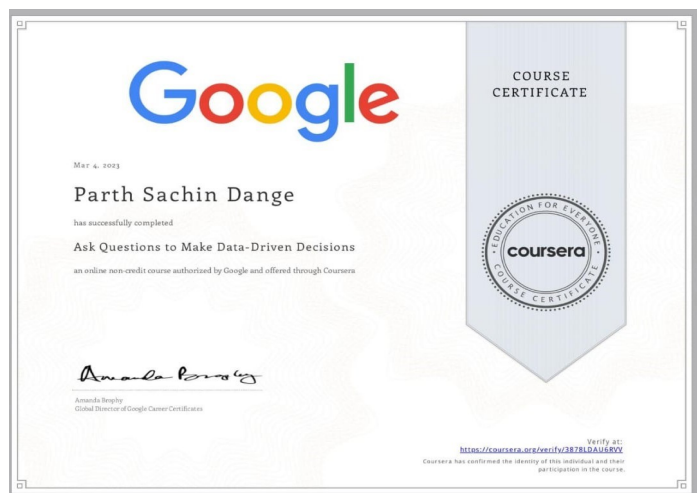 Google
COURSE
CERTIFICATE
Mar 4, 2023
Parth Sachin Dange
has successfully completed
Ask Questions to Make Data-Driven Decisions
an online non-credit course authorized by Google and offered through Coursera
EDUCATION FOR EVERYONE
coursera
COURSE CERTIFICATE
Amanda Brophy
Amanda Brophy
Global Director of Google Career Certificates
Verify at:
https://coursera.org/verify/3878LDAU6RVV
Coursera has confirmed the identity of this individual and their
participation in the course.